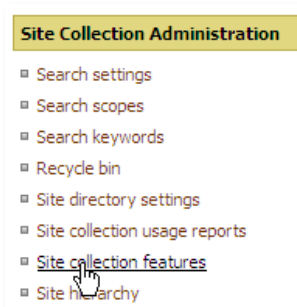 Site Collection Administration
Search settings
Search scopes
Search keywords
Recycle bin
Site directory settings
Site collection usage reports
Site collection features
Site hierarchy